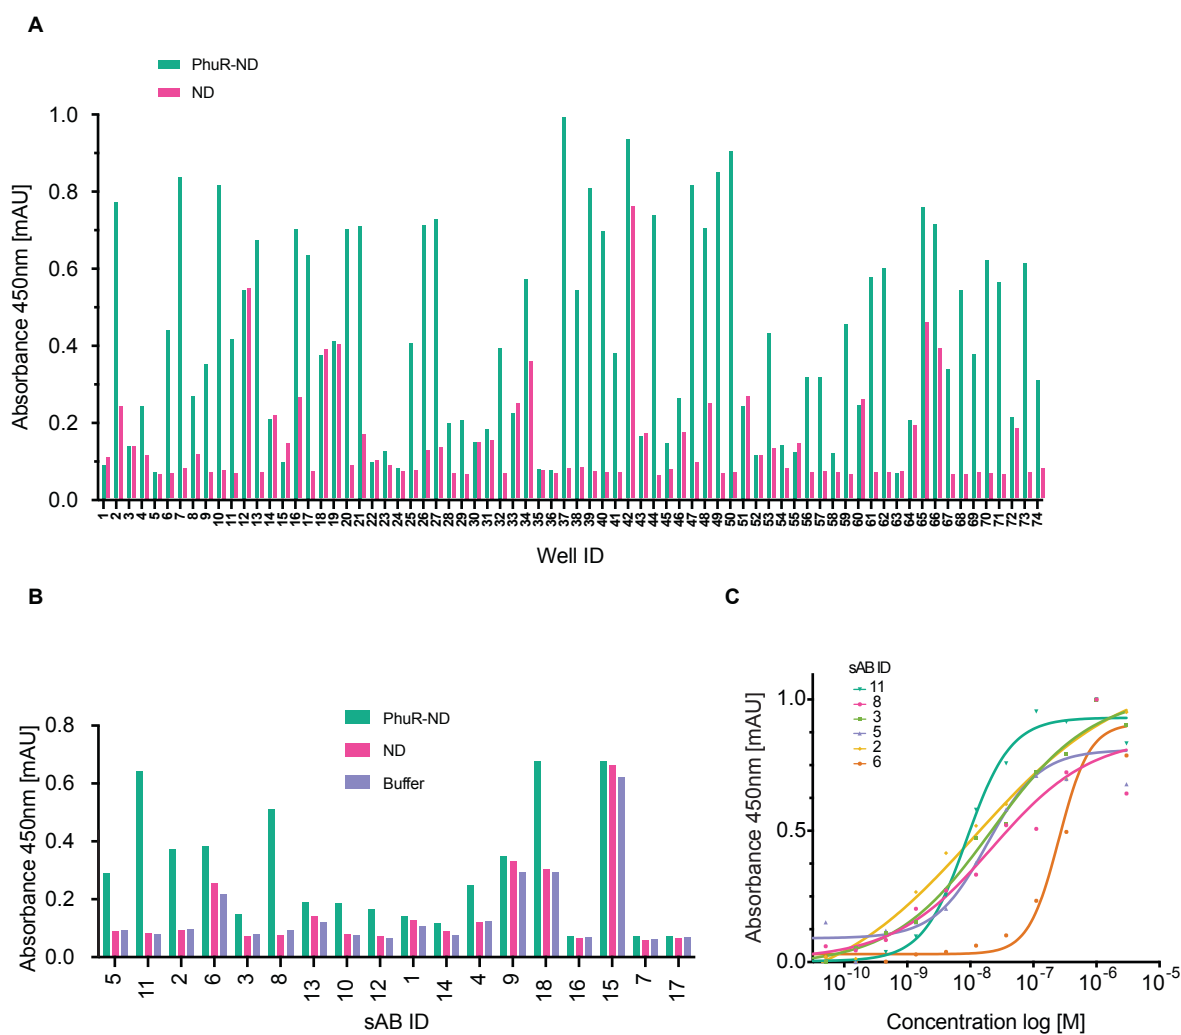 A
PhuR-ND
ND
Absorbance 450nm [mAU]
1.0
0.8
0.6
0.4
0.2
0.0
1 2 3 4 5 6 7 8 9 10 11 12 13 14 15 16 17 18 19 20 21 22 23 24 25 26 27 28 29 30 31 32 33 34 35 36 37 38 39 40 41 42 43 44 45 46 47 48 49 50 51 52 53 54 55 56 57 58 59 60 61 62 63 64 65 66 67 68 69 70 71 72 73 74
Well ID
B
PhuR-ND
ND
Buffer
Absorbance 450nm [mAU]
0.8
0.6
0.4
0.2
0.0
5 11 2 6 3 8 13 10 12 1 14 4 9 18 16 15 7 17
sAB ID
C
sAB ID
11
8
3
5
2
6
Absorbance 450nm [mAU]
1.0
0.5
0.0
10-10 10-9 10-8 10-7 10-6 10-5
Concentration log [M]